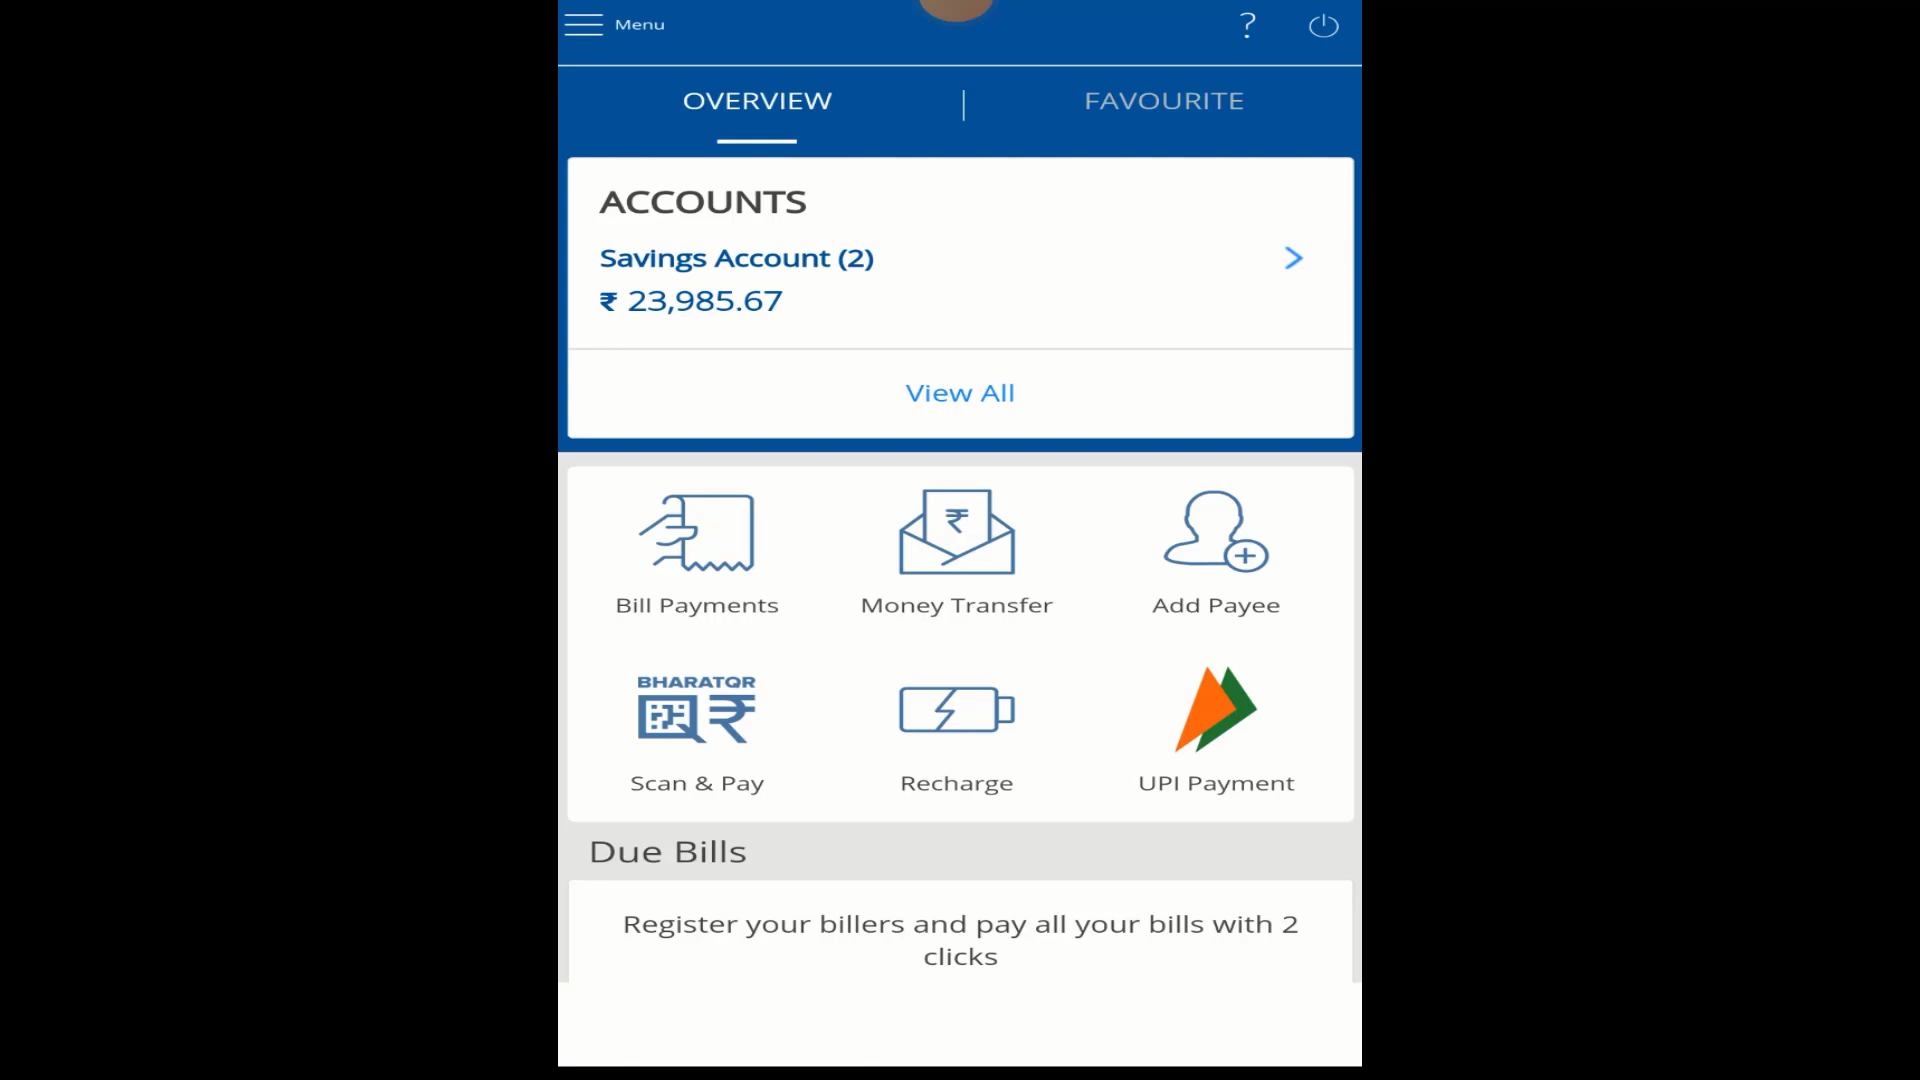 Menu
?
OVERVIEW | FAVOURITE
ACCOUNTS
Savings Account (2)
₹ 23,985.67
View All
₹
Bill Payments
Money Transfer
Add Payee
BHARATQR
₹
Scan & Pay
Recharge
UPI Payment
Due Bills
Register your billers and pay all your bills with 2
clicks